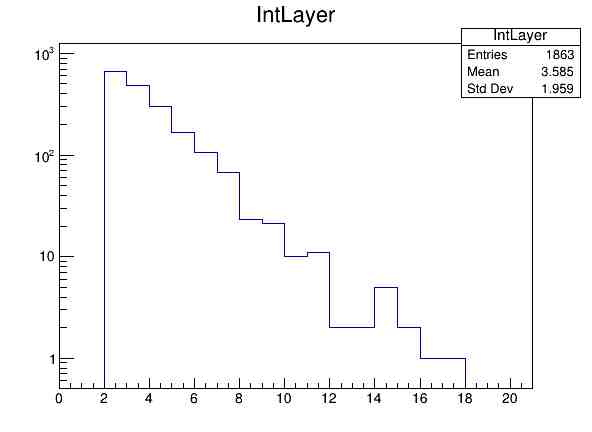 IntLayer
IntLayer
Entries 1863
Mean 3.585
Std Dev 1.959
10³
10²
10
1
0 2 4 6 8 10 12 14 16 18 20